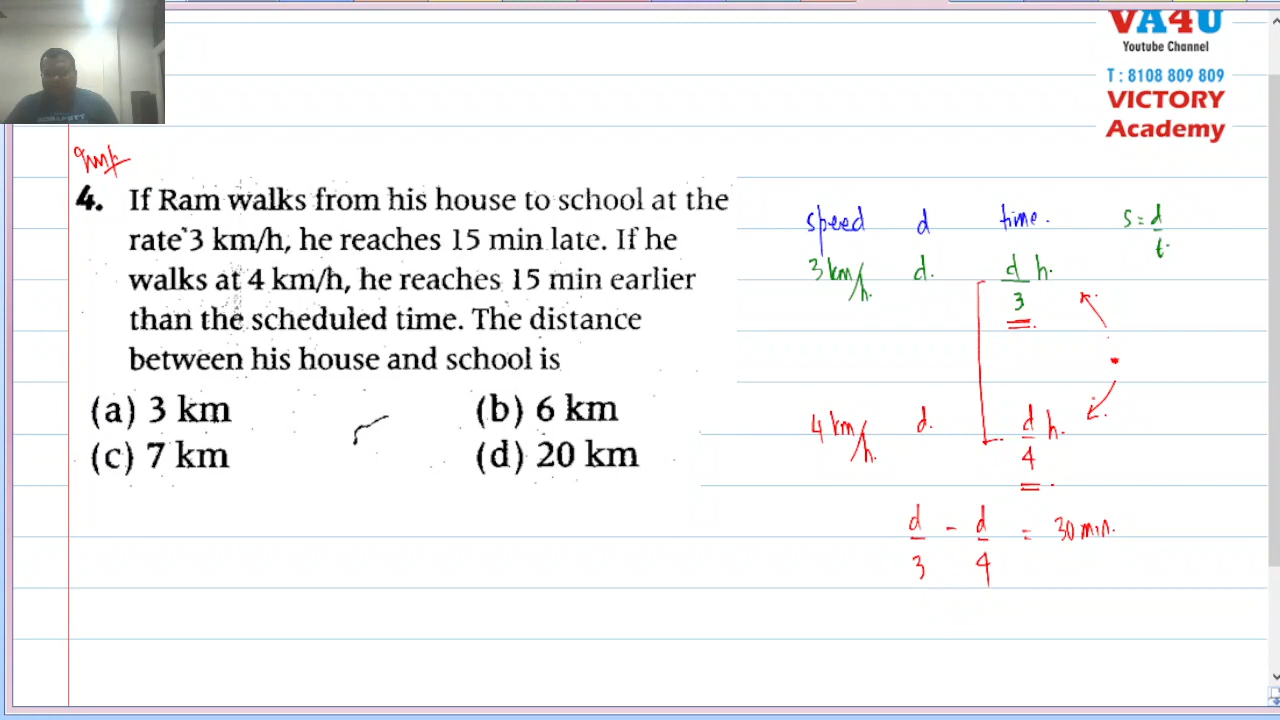 VA4U
Youtube Channel
T : 8108 809 809
VICTORY
Academy
Imp
4. If Ram walks from his house to school at the
rate 3 km/h, he reaches 15 min late. If he
walks at 4 km/h, he reaches 15 min earlier
than the scheduled time. The distance
between his house and school is
(a) 3 km (b) 6 km
(c) 7 km (d) 20 km
speed d time. s = d/t.
3 km/h. d. d/3 h.
4 km/h. d. d/4 h.
d/3 - d/4 = 30 min.